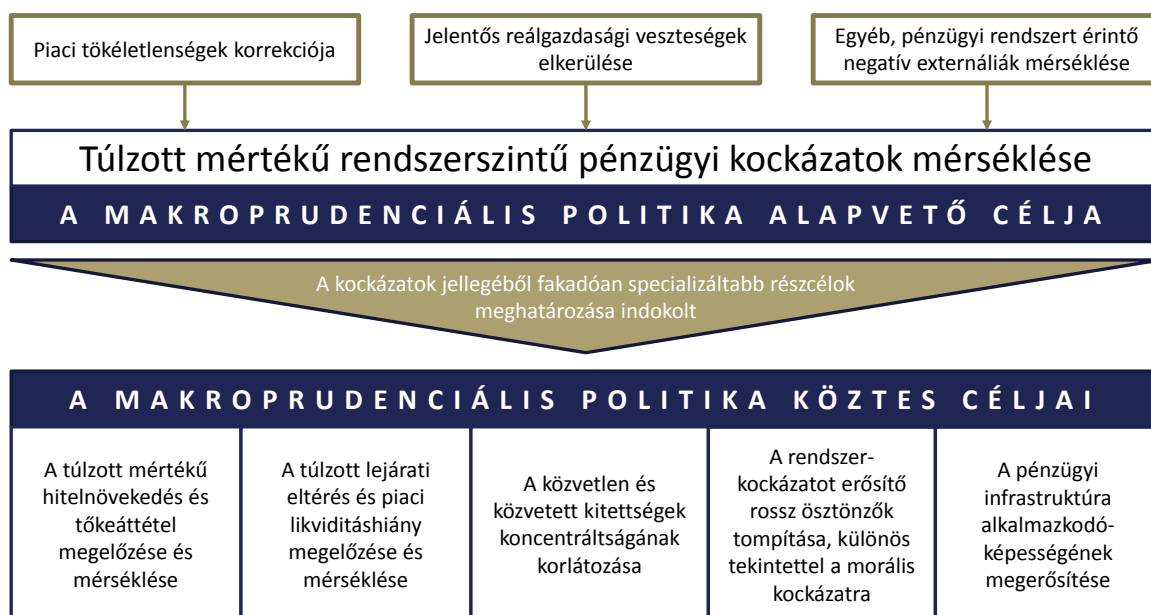 Piaci tökéletlenségek korrekciója
Jelentős reálgazdasági veszteségek
elkerülése
Egyéb, pénzügyi rendszert érintő
negatív externáliák mérséklése
Túlzott mértékű rendszerszintű pénzügyi kockázatok mérséklése
A MAKROPRUDENCIÁLIS POLITIKA ALAPVETŐ CÉLJA
A kockázatok jellegéből fakadóan specializáltabb részcélok
meghatározása indokolt
A MAKROPRUDENCIÁLIS POLITIKA KÖZTES CÉLJAI
A túlzott mértékű
hitelnövekedés és
tőkeáttétel
megelőzése és
mérséklése
A túlzott lejárati
eltérés és piaci
likviditáshiány
megelőzése és
mérséklése
A közvetlen és
közvetett kitettségek
koncentráltságának
korlátozása
A rendszer-
kockázatot erősítő
rossz ösztönzők
tompítása, különös
tekintettel a morális
kockázatra
A pénzügyi
infrastruktúra
alkalmazkodó-
képességének
megerősítése